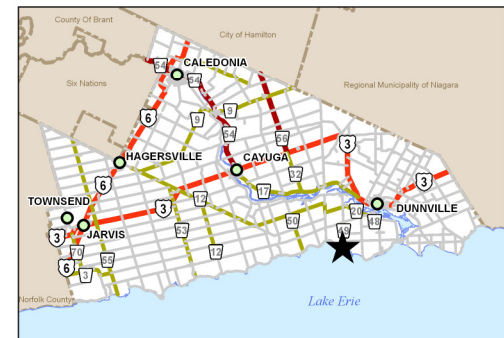 County Of Brant
City of Hamilton
CALEDONIA
54
54
Six Nations
Regional Municipality of Niagara
6
9
9
54
56
3
3
HAGERSVILLE
CAYUGA
32
3
6
17
TOWNSEND
12
3
20
DUNNVILLE
50
48
3
JARVIS
53
49
70
12
55
6
3
Norfolk County
Lake Erie